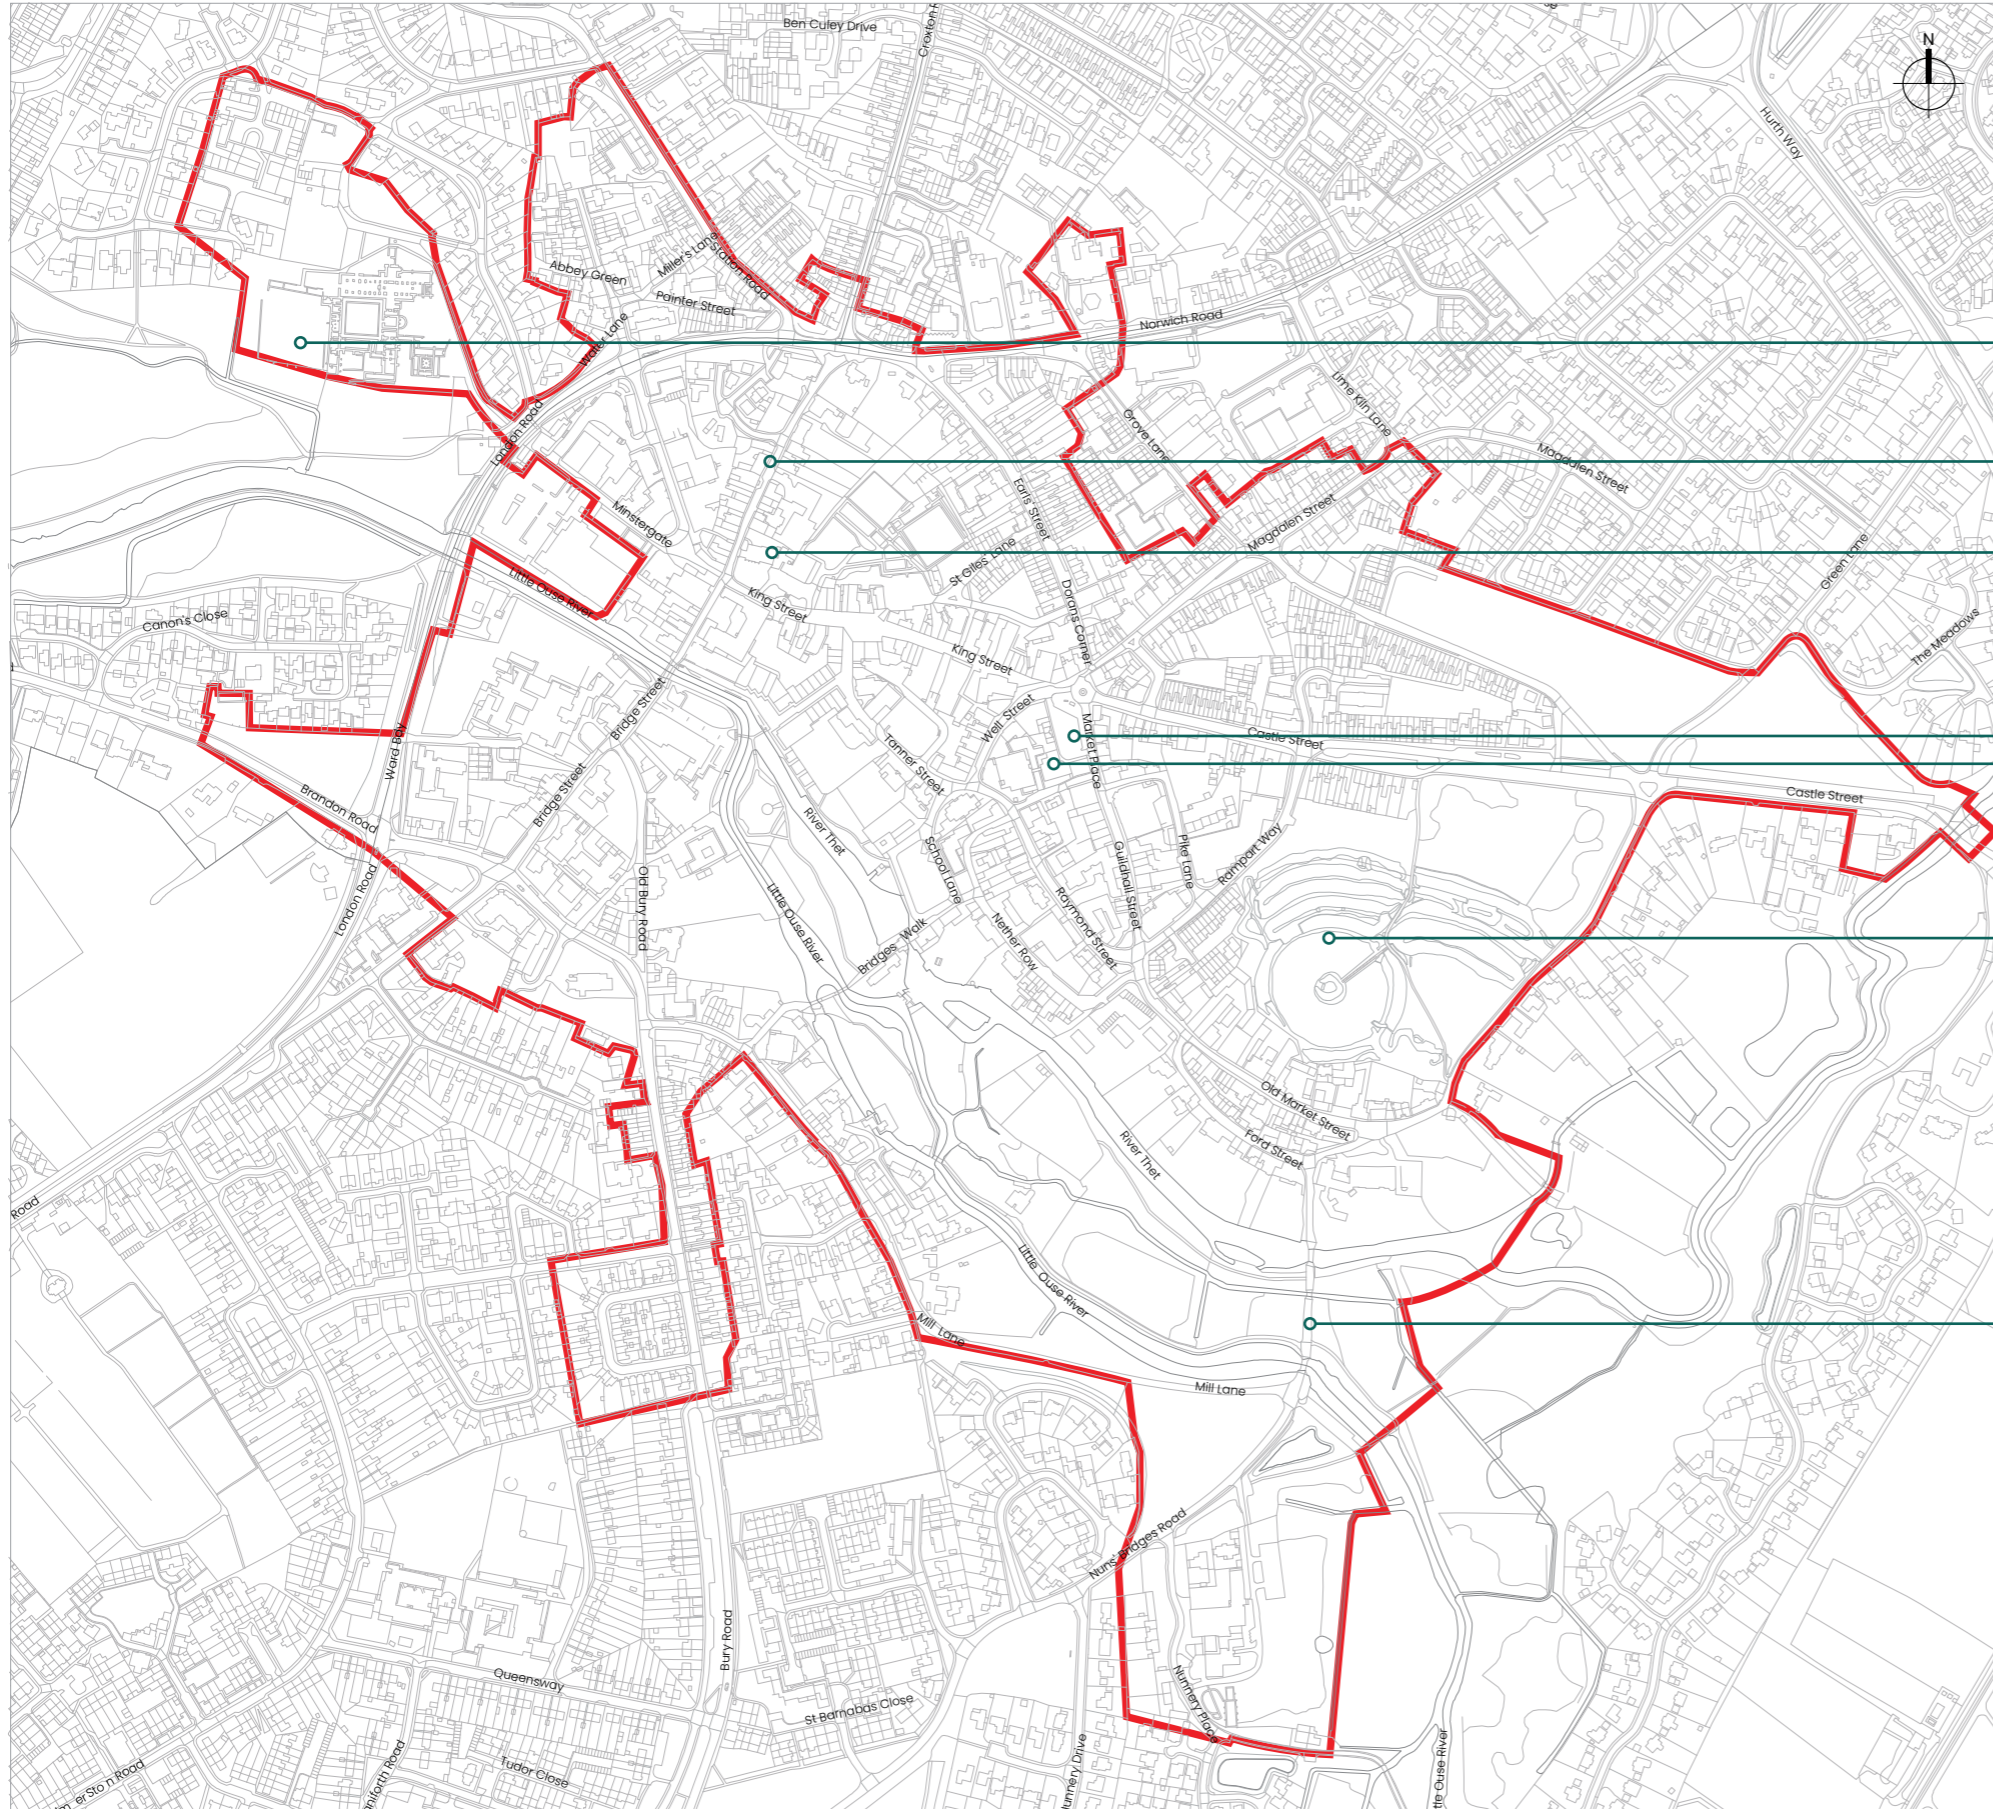 Ben Culey Drive
N
Hurth Way
Abbey Green
Miller's Lane
Station Road
Painter Street
Water Lane
Norwich Road
London Road
Lime Kiln Lane
Grove Lane
Magdalen Street
Minstergate
Earls' Street
Magdalen Street
St Giles' Lane
Green Lane
Little Ouse River
King Street
Dorans Corner
Canon's Close
The Meadows
King Street
Bridge Street
Well Street
Market Place
Castle Street
Ward Bay
Tanner Street
Bridge Street
Brandon Road
Castle Street
River Thet
School Lane
Guildhall Street
Pike Lane
Rampart Way
London Road
Old Bury Road
Little Ouse River
Raymond Street
Nether Row
Bridges Walk
Old Market Street
Ford Street
River Thet
Road
Little Ouse River
Mill Lane
Mill Lane
Nuns' Bridges Road
Bury Road
Queensway
Nunnery Place
St Barnabas Close
Tudor Close